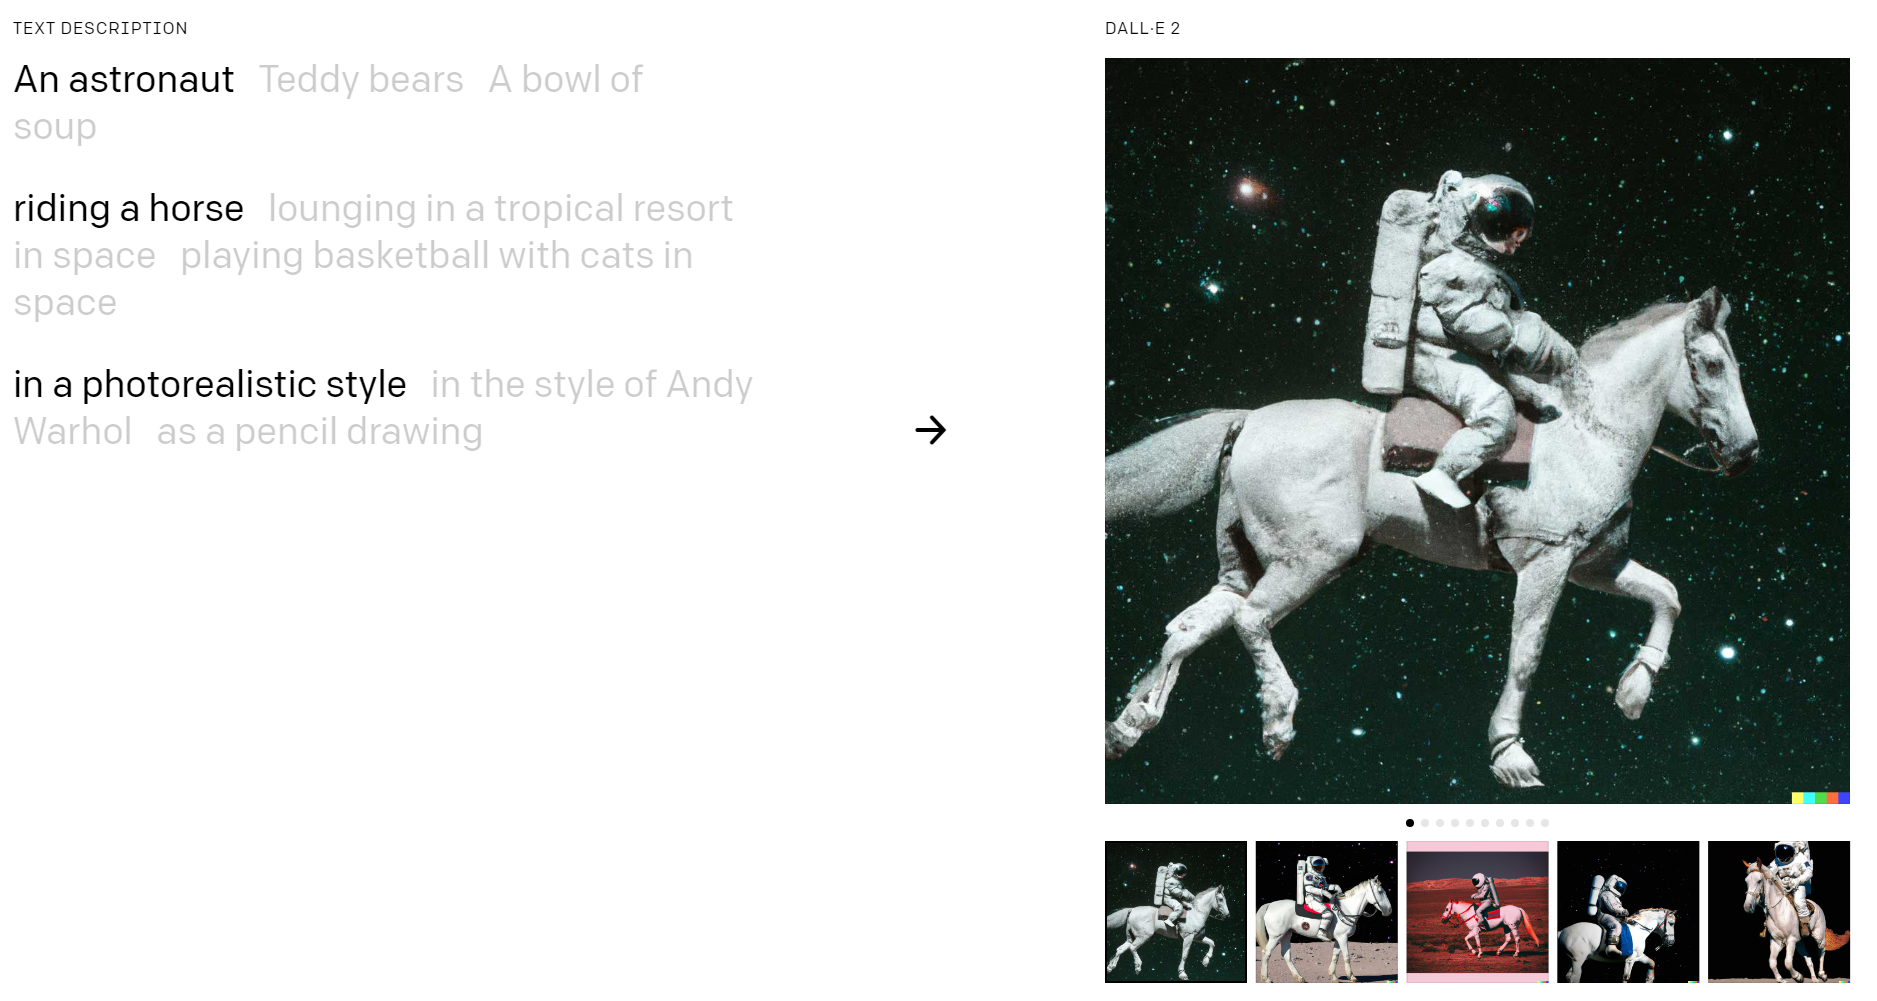 TEXT DESCRIPTION
An astronaut Teddy bears A bowl of
soup
riding a horse lounging in a tropical resort
in space playing basketball with cats in
space
in a photorealistic style in the style of Andy
Warhol as a pencil drawing
DALL·E 2